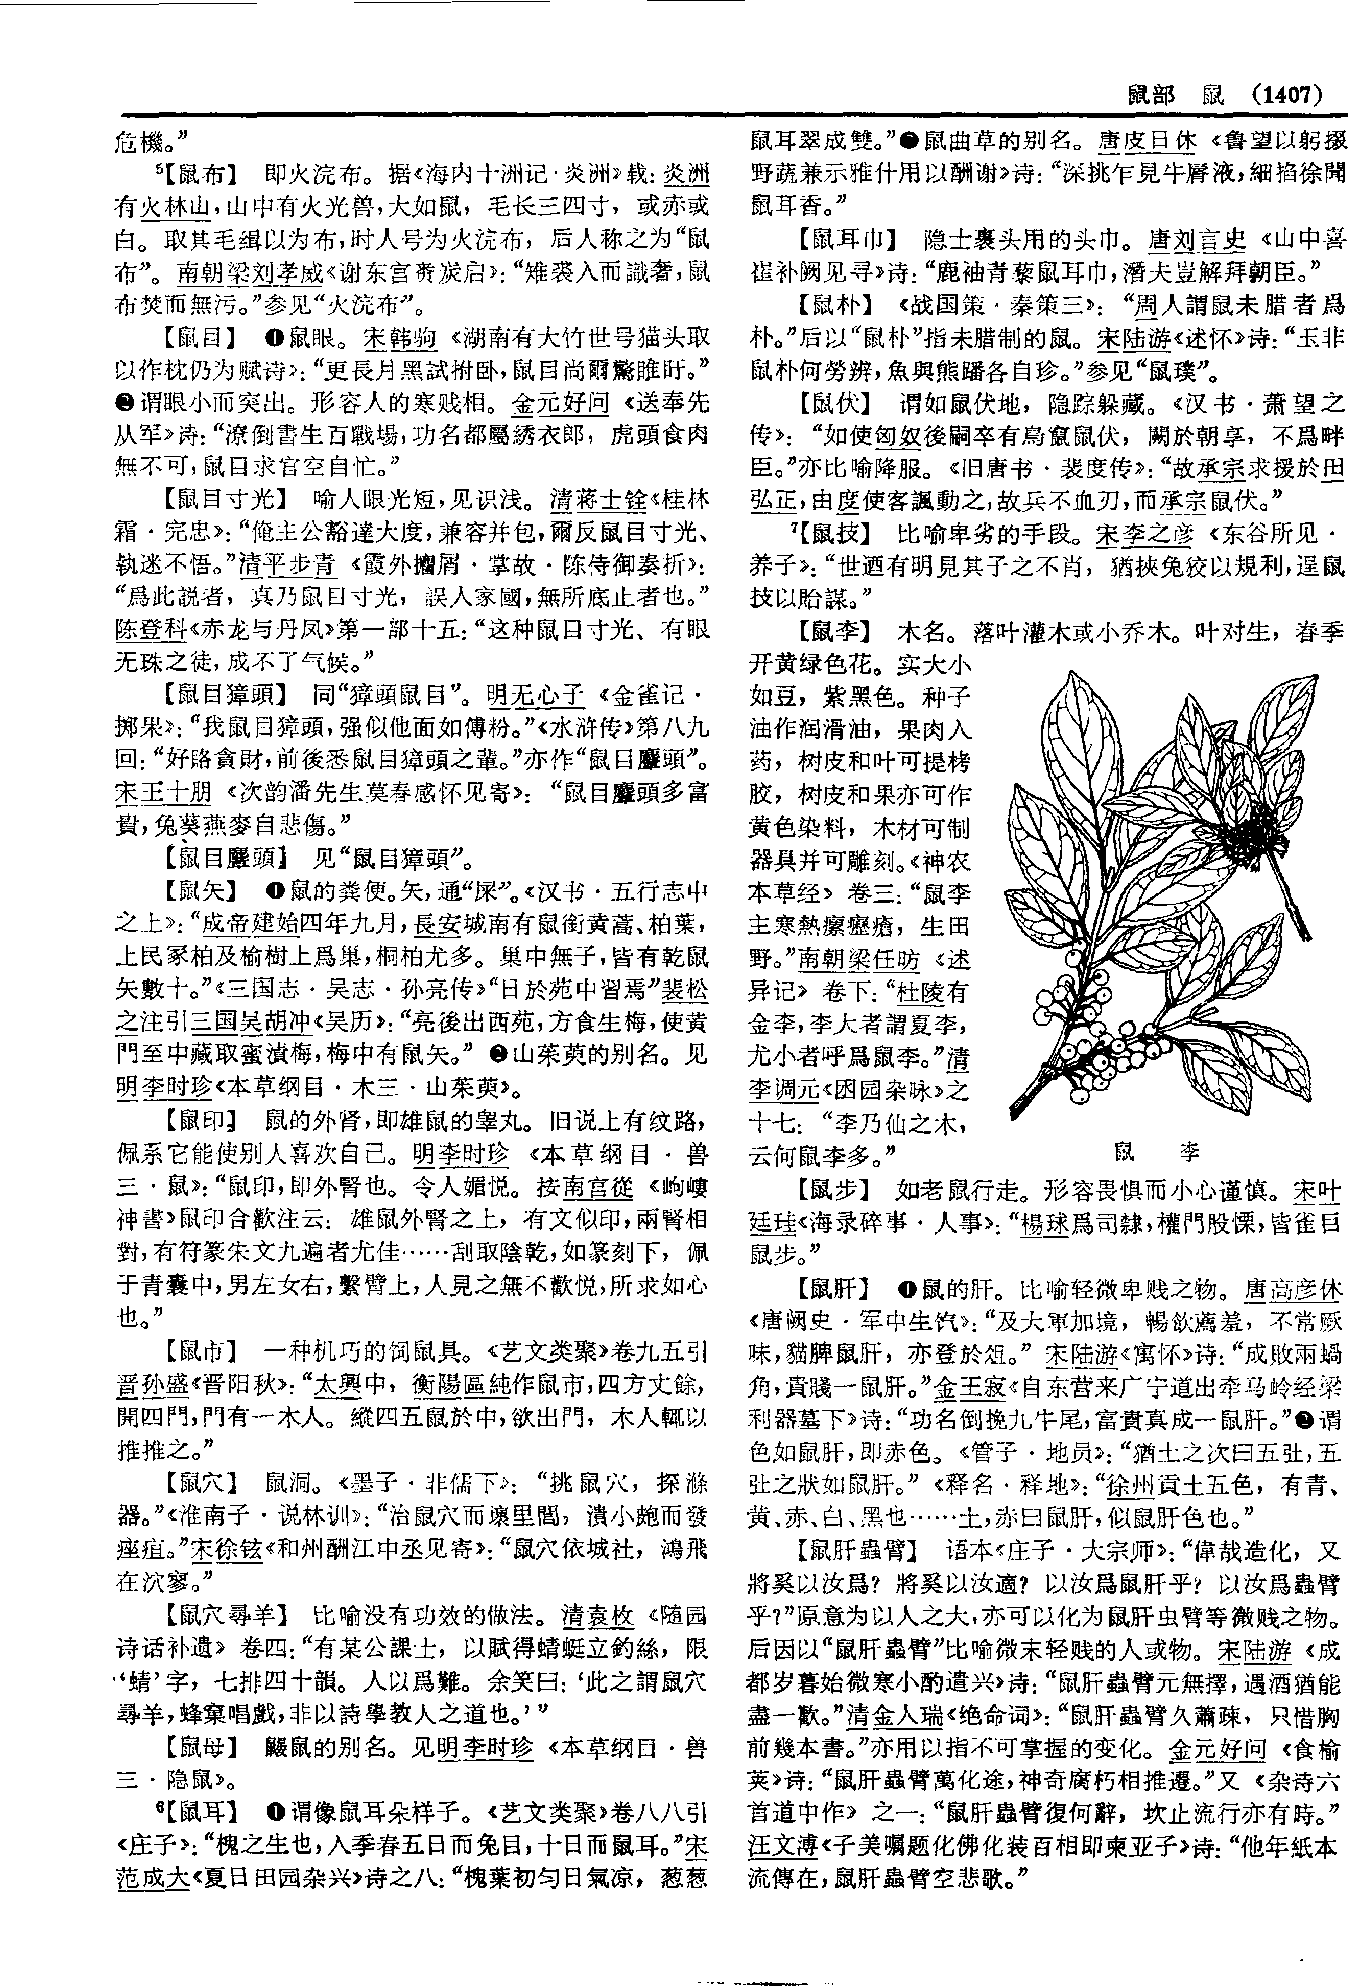 鼠部　鼠　(1407)
危機。”
⁵【鼠布】　即火浣布。据《海内十洲记·炎洲》载：炎洲
有火林山，山中有火光兽，大如鼠，毛长三四寸，或赤或
白。取其毛缉以为布，时人号为火浣布，后人称之为“鼠
布”。南朝梁刘孝威《谢东宫赉炭启》：“雉裘入而識奢，鼠
布焚而無污。”参见“火浣布”。
【鼠目】　❶鼠眼。宋韩驹《湖南有大竹世号猫头取
以作枕仍为赋诗》：“更長月黑試拊卧，鼠目尚爾驚睢盱。”
❷谓眼小而突出。形容人的寒贱相。金元好问《送奉先
从军》诗：“潦倒書生百戰場，功名都屬綉衣郎，虎頭食肉
無不可，鼠目求官空自忙。”
【鼠目寸光】　喻人眼光短，见识浅。清蒋士铨《桂林
霜·完忠》：“俺主公豁達大度，兼容并包，爾反鼠目寸光、
執迷不悟。”清平步青《霞外攟屑·掌故·陈侍御奏折》：
“爲此説者，真乃鼠目寸光，誤人家國，無所底止者也。”
陈登科《赤龙与丹凤》第一部十五：“这种鼠目寸光、有眼
无珠之徒，成不了气候。”
【鼠目獐頭】　同“獐頭鼠目”。明无心子《金雀记·
掷果》：“我鼠目獐頭，强似他面如傅粉。”《水浒传》第八九
回：“好賂貪財，前後悉鼠目獐頭之輩。”亦作“鼠目麞頭”。
宋王十朋《次韵潘先生莫春感怀见寄》：“鼠目麞頭多富
貴，兔葵燕麥自悲傷。”
【鼠目麞頭】　见“鼠目獐頭”。
【鼠矢】　❶鼠的粪便。矢，通“屎”。《汉书·五行志中
之上》：“成帝建始四年九月，長安城南有鼠銜黄蒿、柏葉，
上民冢柏及榆樹上爲巢，桐柏尤多。巢中無子，皆有乾鼠
矢數十。”《三国志·吴志·孙亮传》“日於苑中習焉”裴松
之注引三国吴胡冲《吴历》：“亮後出西苑，方食生梅，使黄
門至中藏取蜜漬梅，梅中有鼠矢。”❷山茱萸的别名。见
明李时珍《本草纲目·木三·山茱萸》。
【鼠印】　鼠的外肾，即雄鼠的睾丸。旧说上有纹路，
佩系它能使别人喜欢自己。明李时珍《本草纲目·兽
三·鼠》：“鼠印，即外腎也。令人媚悦。按南宫從《岣嶁
神書》鼠印合歡注云：雄鼠外腎之上，有文似印，兩腎相
對，有符篆朱文九遍者尤佳……刮取陰乾，如篆刻下，佩
于青囊中，男左女右，繫臂上，人見之無不歡悦，所求如心
也。”
【鼠市】　一种机巧的饲鼠具。《艺文类聚》卷九五引
晋孙盛《晋阳秋》：“太興中，衡陽區純作鼠市，四方丈餘，
開四門，門有一木人。縱四五鼠於中，欲出門，木人輒以
推推之。”
【鼠穴】　鼠洞。《墨子·非儒下》：“挑鼠穴，探滌
器。”《淮南子·说林训》：“治鼠穴而壞里閭，潰小皰而發
痤疽。”宋徐铉《和州酬江中丞见寄》：“鼠穴依城社，鴻飛
在泬寥。”
【鼠穴尋羊】　比喻没有功效的做法。清袁枚《随园
诗话补遗》卷四：“有某公課士，以賦得蜻蜓立釣絲，限
‘蜻’字，七排四十韻。人以爲難。余笑曰：‘此之謂鼠穴
尋羊，蜂窠唱戲，非以詩學教人之道也。’”
【鼠母】　鼹鼠的别名。见明李时珍《本草纲目·兽
三·隐鼠》。
⁶【鼠耳】　❶谓像鼠耳朵样子。《艺文类聚》卷八八引
《庄子》：“槐之生也，入季春五日而兔目，十日而鼠耳。”宋
范成大《夏日田园杂兴》诗之八：“槐葉初匀日氣凉，葱葱
鼠耳翠成雙。”❷鼠曲草的别名。唐皮日休《鲁望以躬掇
野蔬兼示雅什用以酬谢》诗：“深挑乍見牛脣液，細掐徐聞
鼠耳香。”
【鼠耳巾】　隐士裹头用的头巾。唐刘言史《山中喜
崔补阙见寻》诗：“鹿袖青藜鼠耳巾，潛夫豈解拜朝臣。”
【鼠朴】　《战国策·秦策三》：“周人謂鼠未腊者爲
朴。”后以“鼠朴”指未腊制的鼠。宋陆游《述怀》诗：“玉非
鼠朴何勞辨，魚與熊蹯各自珍。”参见“鼠璞”。
【鼠伏】　谓如鼠伏地，隐踪躲藏。《汉书·萧望之
传》：“如使匈奴後嗣卒有鳥竄鼠伏，闕於朝享，不爲畔
臣。”亦比喻降服。《旧唐书·裴度传》：“故承宗求援於田
弘正，由度使客諷動之，故兵不血刃，而承宗鼠伏。”
⁷【鼠技】　比喻卑劣的手段。宋李之彦《东谷所见·
养子》：“世遒有明見其子之不肖，猶挾兔狡以規利，逞鼠
技以貽謀。”
【鼠李】　木名。落叶灌木或小乔木。叶对生，春季
开黄绿色花。实大小
如豆，紫黑色。种子
油作润滑油，果肉入
药，树皮和叶可提栲
胶，树皮和果亦可作
黄色染料，木材可制
器具并可雕刻。《神农
本草经》卷三：“鼠李
主寒熱瘰癧瘡，生田
野。”南朝梁任昉《述
异记》卷下：“杜陵有
金李，李大者謂夏李，
尤小者呼爲鼠李。”清
李调元《囦园杂咏》之
十七：“李乃仙之木，
云何鼠李多。”
鼠　李
【鼠步】　如老鼠行走。形容畏惧而小心谨慎。宋叶
廷珪《海录碎事·人事》：“楊球爲司隸，權門股慄，皆雀目
鼠步。”
【鼠肝】　❶鼠的肝。比喻轻微卑贱之物。唐高彦休
《唐阙史·军中生饩》：“及大軍加境，暢飲薦羞，不常厥
味，猫脾鼠肝，亦登於俎。”宋陆游《寓怀》诗：“成敗兩蝸
角，貴賤一鼠肝。”金王寂《自东营来广宁道出牵马岭经梁
利器墓下》诗：“功名倒挽九牛尾，富貴真成一鼠肝。”❷谓
色如鼠肝，即赤色。《管子·地员》：“猶土之次曰五壯，五
壯之狀如鼠肝。”《释名·释地》：“徐州貢土五色，有青、
黄、赤、白、黑也……土，赤曰鼠肝，似鼠肝色也。”
【鼠肝蟲臂】　语本《庄子·大宗师》：“偉哉造化，又
將奚以汝爲？將奚以汝適？以汝爲鼠肝乎？以汝爲蟲臂
乎？”原意为以人之大，亦可以化为鼠肝虫臂等微贱之物。
后因以“鼠肝蟲臂”比喻微末轻贱的人或物。宋陆游《成
都岁暮始微寒小酌遣兴》诗：“鼠肝蟲臂元無擇，遇酒猶能
盡一歡。”清金人瑞《绝命词》：“鼠肝蟲臂久蕭疎，只惜胸
前幾本書。”亦用以指不可掌握的变化。金元好问《食榆
荚》诗：“鼠肝蟲臂萬化途，神奇腐朽相推遷。”又《杂诗六
首道中作》之一：“鼠肝蟲臂復何辭，坎止流行亦有時。”
汪文溥《子美嘱题化佛化装百相即柬亚子》诗：“他年紙本
流傳在，鼠肝蟲臂空悲歌。”